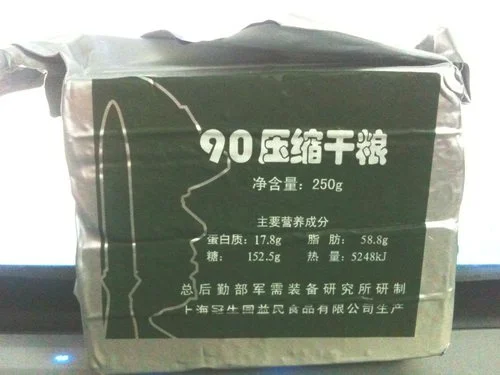 90压缩干粮
净含量：250g
主要营养成分
蛋白质：17.8g 脂 肪：58.8g
糖： 152.5g 热 量：5248kJ
总后勤部军需装备研究所研制
上海冠生园益民食品有限公司生产